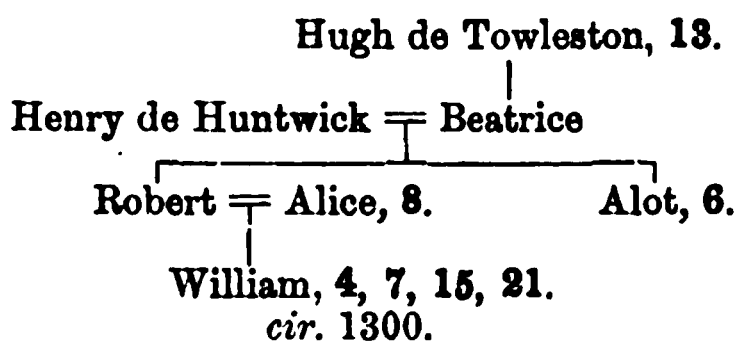 Hugh de Towleston, 13.
Henry de Huntwick = Beatrice
Robert = Alice, 8. Alot, 6.
William, 4, 7, 15, 21.
cir. 1300.